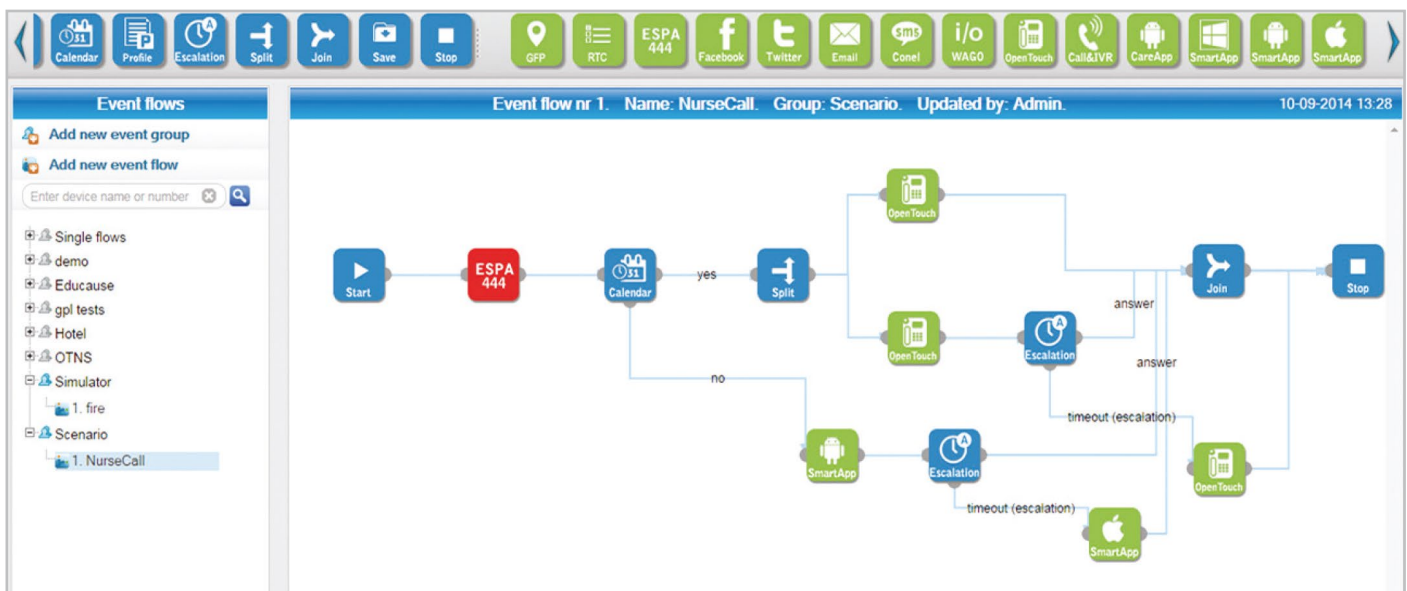 31
Calendar
P
Profile
A
Escalation
Split
Join
Save
Stop
GFP
RTC
ESPA
444
f
Facebook
t
Twitter
Email
sms
Conel
i/o
WAGO
OpenTouch
Call&IVR
CareApp
SmartApp
SmartApp
SmartApp
Event flows
Add new event group
Add new event flow
Enter device name or number
Single flows
demo
Educause
gpl tests
Hotel
OTNS
Simulator
1. fire
Scenario
1. NurseCall
Event flow nr 1. Name: NurseCall. Group: Scenario. Updated by: Admin.
10-09-2014 13:28
OpenTouch
Start
ESPA
444
31
Calendar
yes
Split
Join
Stop
answer
OpenTouch
A
Escalation
answer
no
timeout (escalation)
SmartApp
A
Escalation
OpenTouch
timeout (escalation)
SmartApp